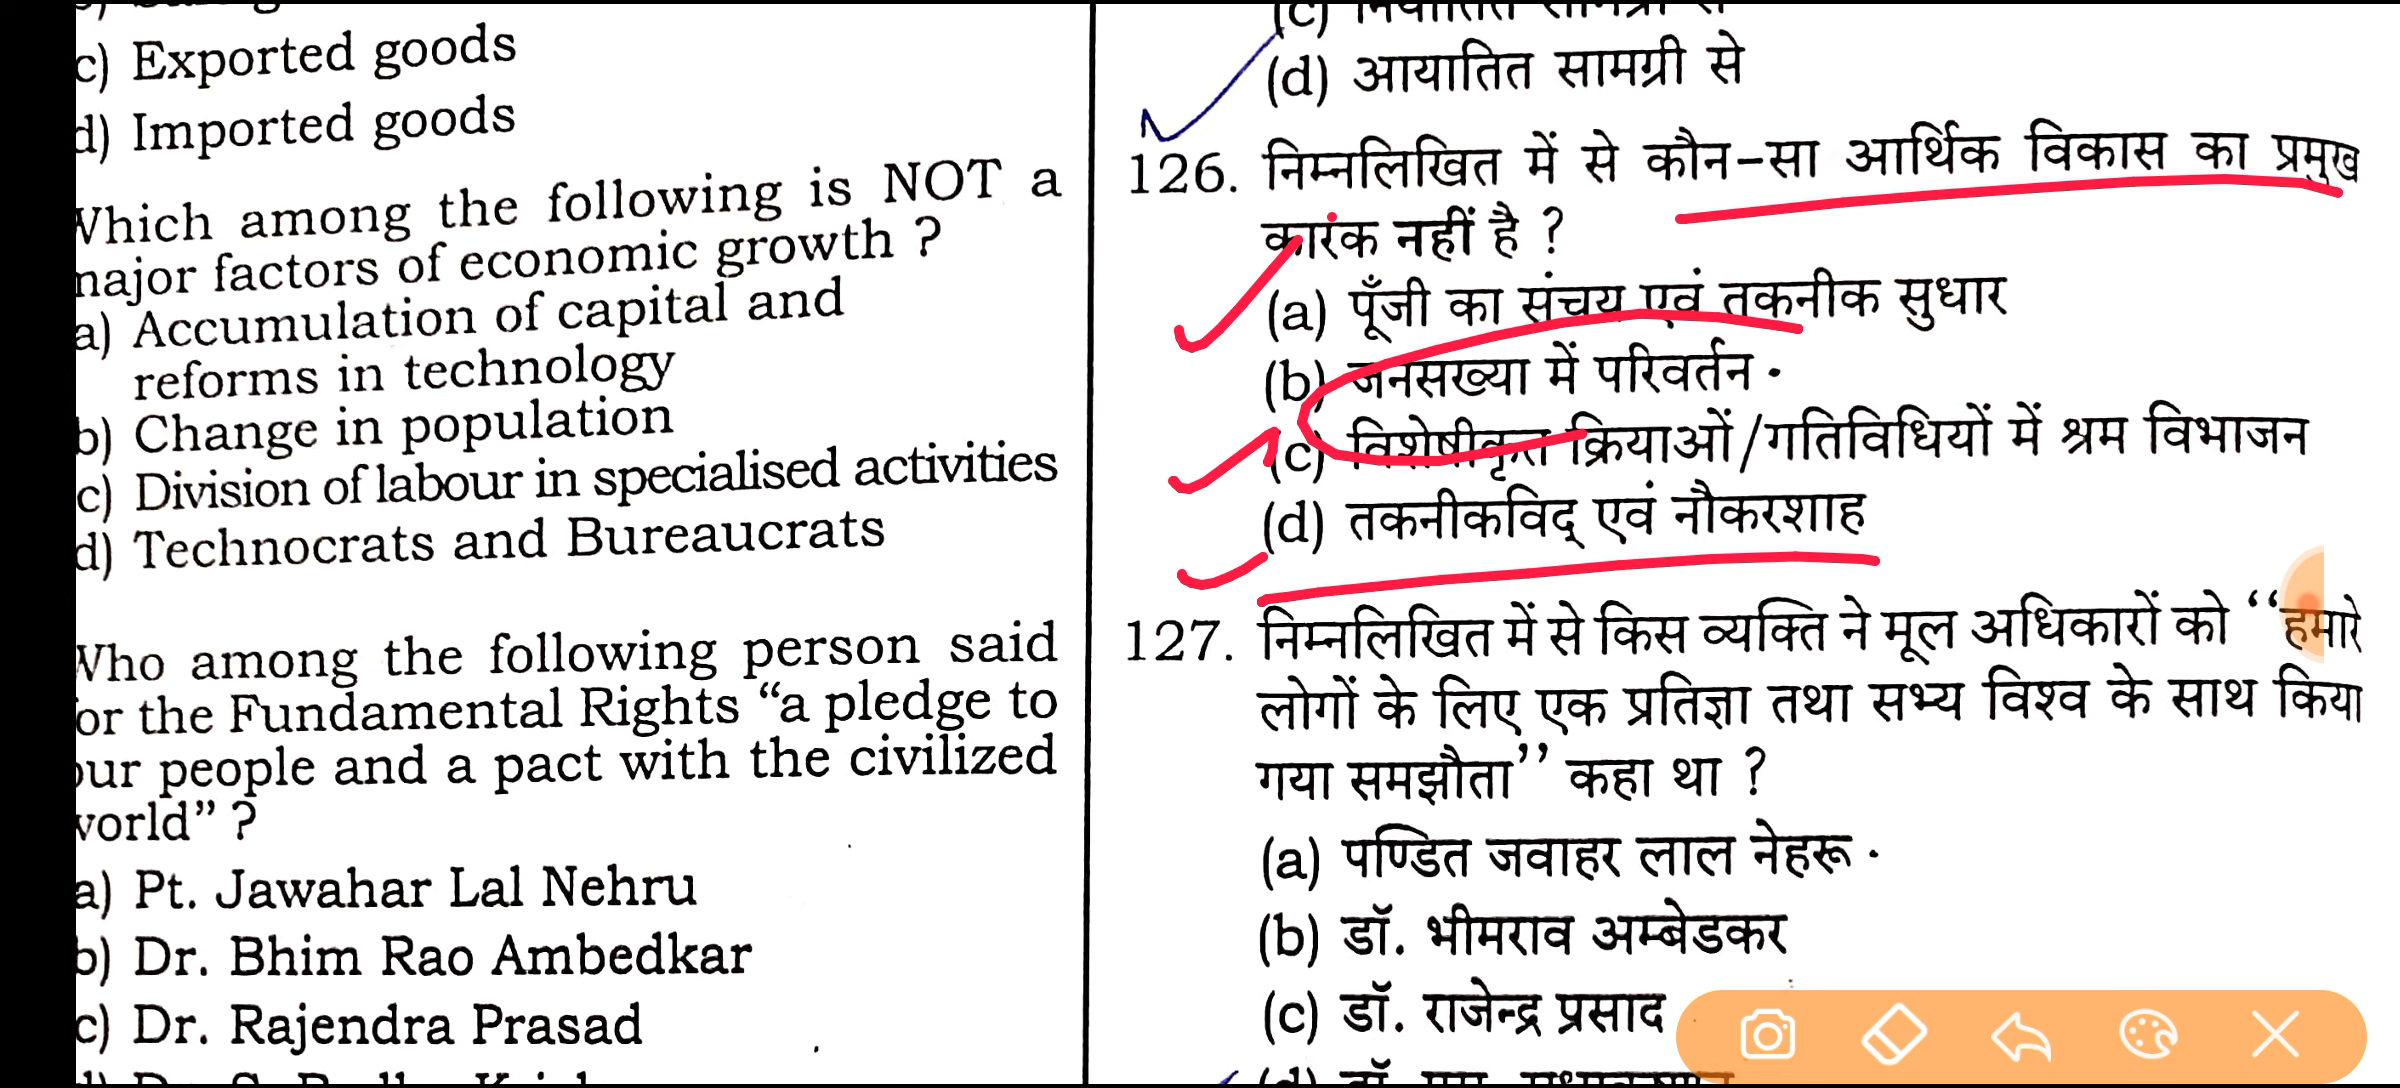 c) Exported goods
d) Imported goods
Which among the following is NOT a
major factors of economic growth ?
a) Accumulation of capital and
reforms in technology
b) Change in population
c) Division of labour in specialised activities
d) Technocrats and Bureaucrats
Who among the following person said
or the Fundamental Rights “a pledge to
our people and a pact with the civilized
world” ?
a) Pt. Jawahar Lal Nehru
b) Dr. Bhim Rao Ambedkar
c) Dr. Rajendra Prasad
(d) आयातित सामग्री से
126. निम्नलिखित में से कौन-सा आर्थिक विकास का प्रमुख
कारक नहीं है ?
(a) पूँजी का संचय एवं तकनीक सुधार
(b) जनसख्या में परिवर्तन
(c) विशेषीकृत क्रियाओं/गतिविधियों में श्रम विभाजन
(d) तकनीकविद् एवं नौकरशाह
127. निम्नलिखित में से किस व्यक्ति ने मूल अधिकारों को ‘‘हमारे
लोगों के लिए एक प्रतिज्ञा तथा सभ्य विश्व के साथ किया
गया समझौता’’ कहा था ?
(a) पण्डित जवाहर लाल नेहरू
(b) डॉ. भीमराव अम्बेडकर
(c) डॉ. राजेन्द्र प्रसाद